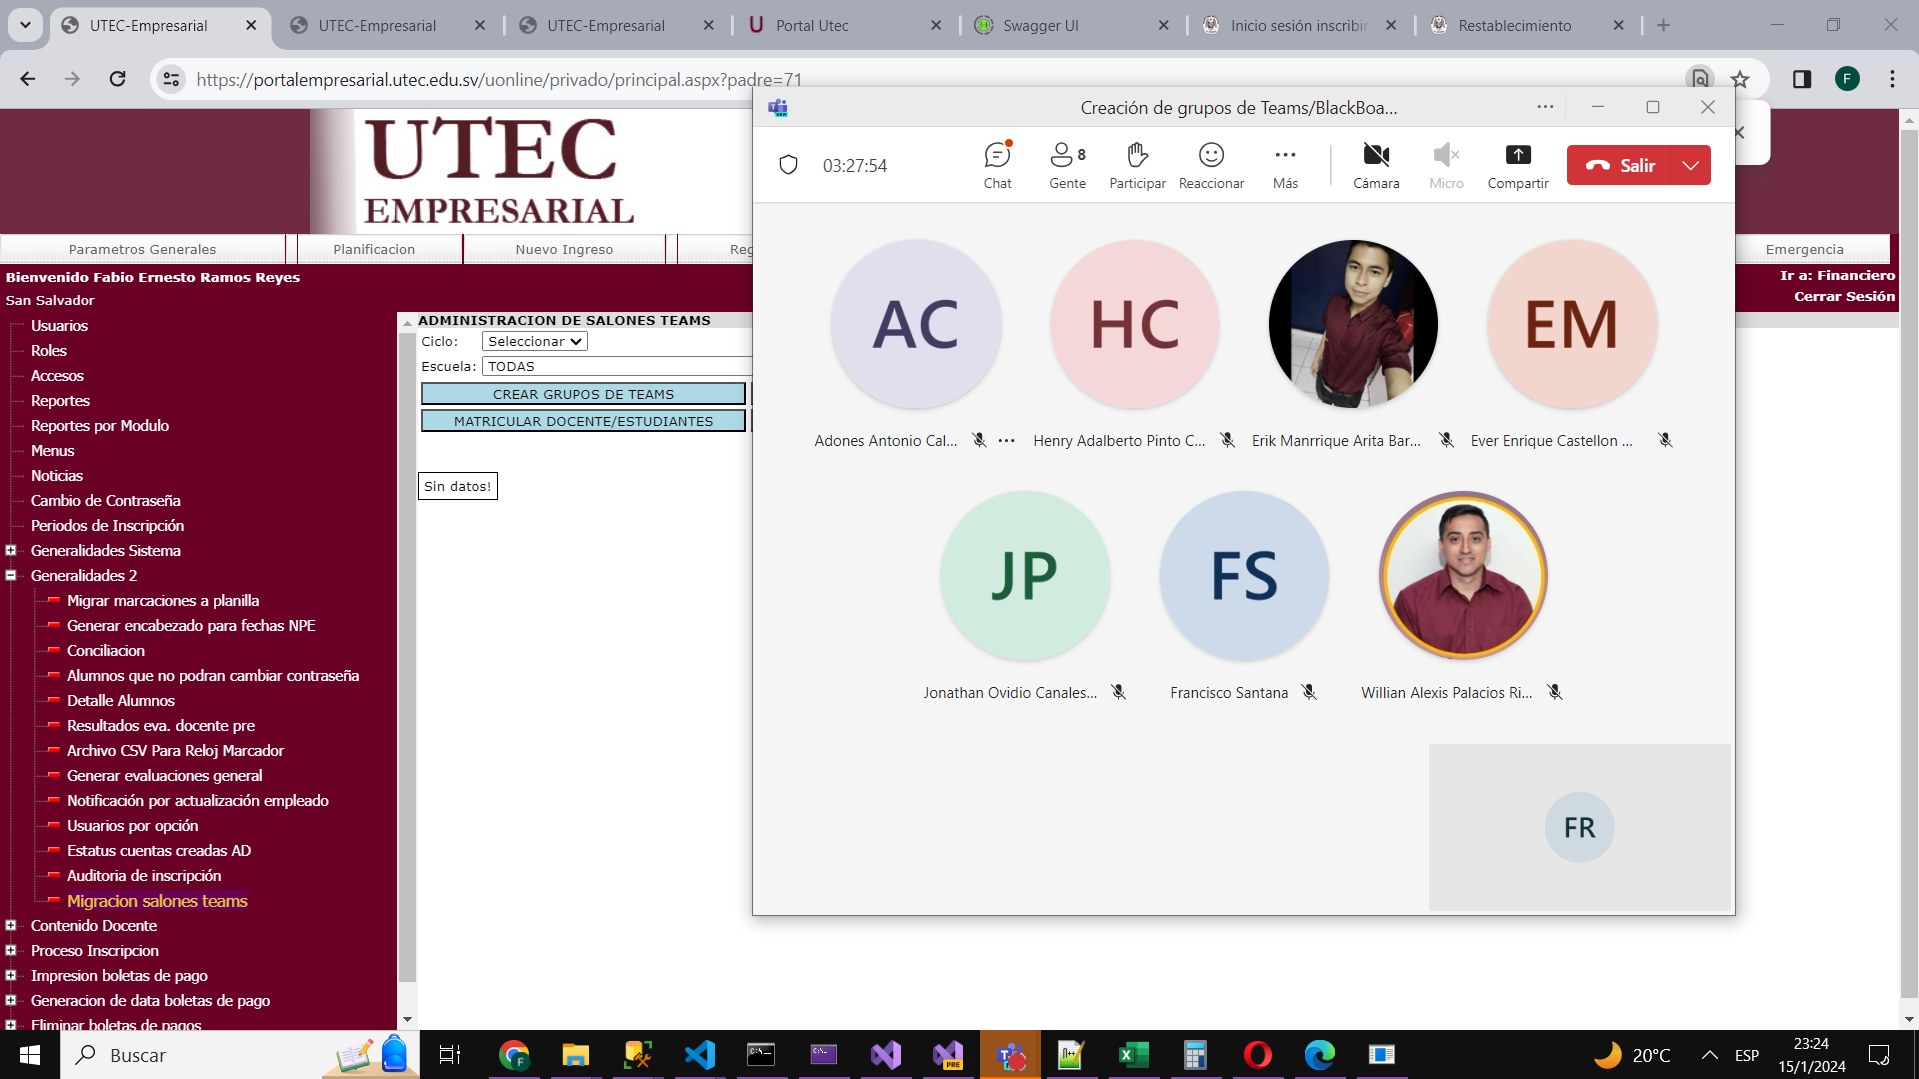 UTEC-Empresarial
UTEC-Empresarial
UTEC-Empresarial
Portal Utec
Swagger UI
Inicio sesión inscribir
Restablecimiento
https://portalempresarial.utec.edu.sv/uonline/privado/principal.aspx?padre=71
F
UTEC
EMPRESARIAL
Parametros Generales
Planificacion
Nuevo Ingreso
Reg
Emergencia
Bienvenido Fabio Ernesto Ramos Reyes
San Salvador
Ir a: Financiero
Cerrar Sesión
Usuarios
Roles
Accesos
Reportes
Reportes por Modulo
Menus
Noticias
Cambio de Contraseña
Periodos de Inscripción
Generalidades Sistema
Generalidades 2
Migrar marcaciones a planilla
Generar encabezado para fechas NPE
Conciliacion
Alumnos que no podran cambiar contraseña
Detalle Alumnos
Resultados eva. docente pre
Archivo CSV Para Reloj Marcador
Generar evaluaciones general
Notificación por actualización empleado
Usuarios por opción
Estatus cuentas creadas AD
Auditoria de inscripción
Migracion salones teams
Contenido Docente
Proceso Inscripcion
Impresion boletas de pago
Generacion de data boletas de pago
Eliminar boletas de pagos
ADMINISTRACION DE SALONES TEAMS
Ciclo: Seleccionar
Escuela: TODAS
CREAR GRUPOS DE TEAMS
MATRICULAR DOCENTE/ESTUDIANTES
Sin datos!
Creación de grupos de Teams/BlackBoa...
03:27:54
Chat
8
Gente
Participar
Reaccionar
Más
Cámara
Micro
Compartir
Salir
AC
HC
EM
Adones Antonio Cal...
Henry Adalberto Pinto C...
Erik Manrrique Arita Bar...
Ever Enrique Castellon ...
JP
FS
Jonathan Ovidio Canales...
Francisco Santana
Willian Alexis Palacios Ri...
FR
Buscar
PRE
20°C
ESP
23:24
15/1/2024